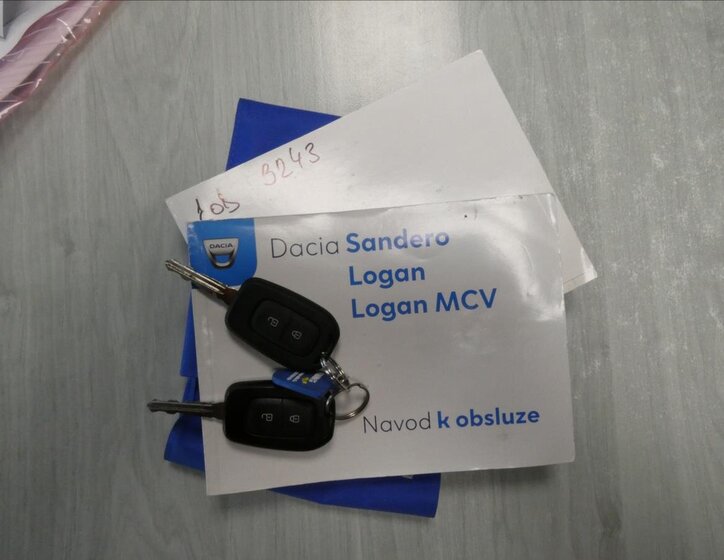 3243
DACIA
Dacia Sandero
Logan
Logan MCV
Navod k obsluze